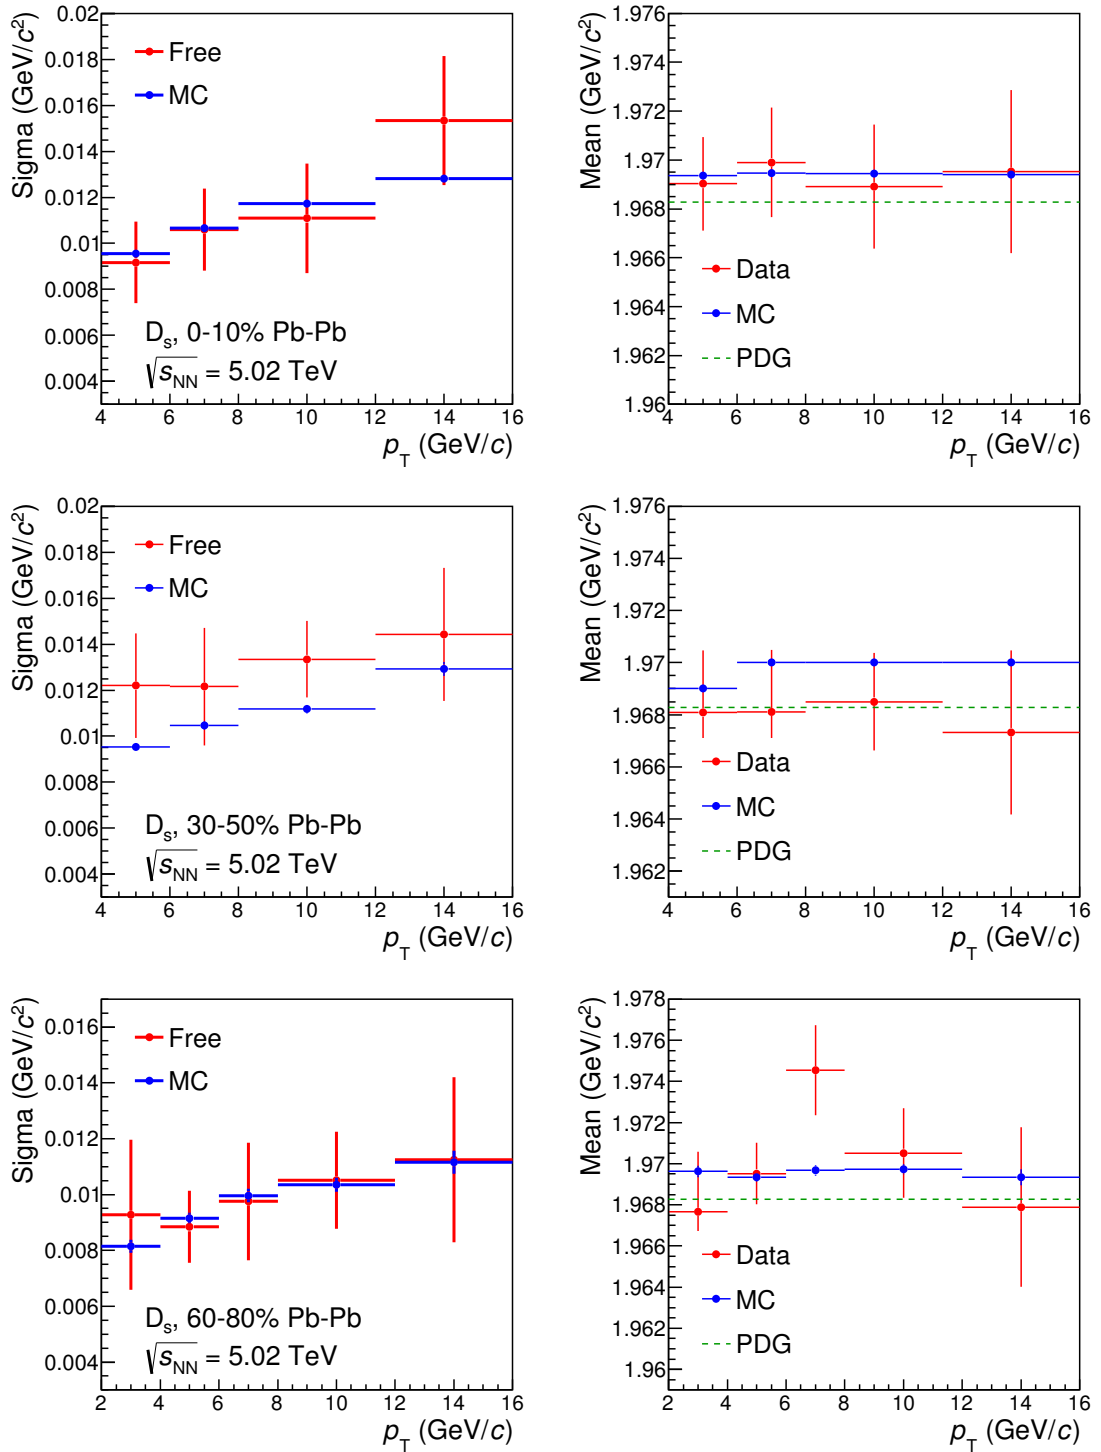 Sigma (GeV/c²)
0.02
0.018
0.016
0.014
0.012
0.01
0.008
0.006
0.004
Free
MC
Dₛ, 0-10% Pb-Pb
√s_NN = 5.02 TeV
4 6 8 10 12 14 16
p_T (GeV/c)
Mean (GeV/c²)
1.976
1.974
1.972
1.97
1.968
1.966
1.964
1.962
1.96
Data
MC
PDG
4 6 8 10 12 14 16
p_T (GeV/c)
Sigma (GeV/c²)
0.02
0.018
0.016
0.014
0.012
0.01
0.008
0.006
0.004
Free
MC
Dₛ, 30-50% Pb-Pb
√s_NN = 5.02 TeV
4 6 8 10 12 14 16
p_T (GeV/c)
Mean (GeV/c²)
1.976
1.974
1.972
1.97
1.968
1.966
1.964
1.962
Data
MC
PDG
4 6 8 10 12 14 16
p_T (GeV/c)
Sigma (GeV/c²)
0.016
0.014
0.012
0.01
0.008
0.006
0.004
Free
MC
Dₛ, 60-80% Pb-Pb
√s_NN = 5.02 TeV
2 4 6 8 10 12 14 16
p_T (GeV/c)
Mean (GeV/c²)
1.978
1.976
1.974
1.972
1.97
1.968
1.966
1.964
1.962
1.96
Data
MC
PDG
2 4 6 8 10 12 14 16
p_T (GeV/c)